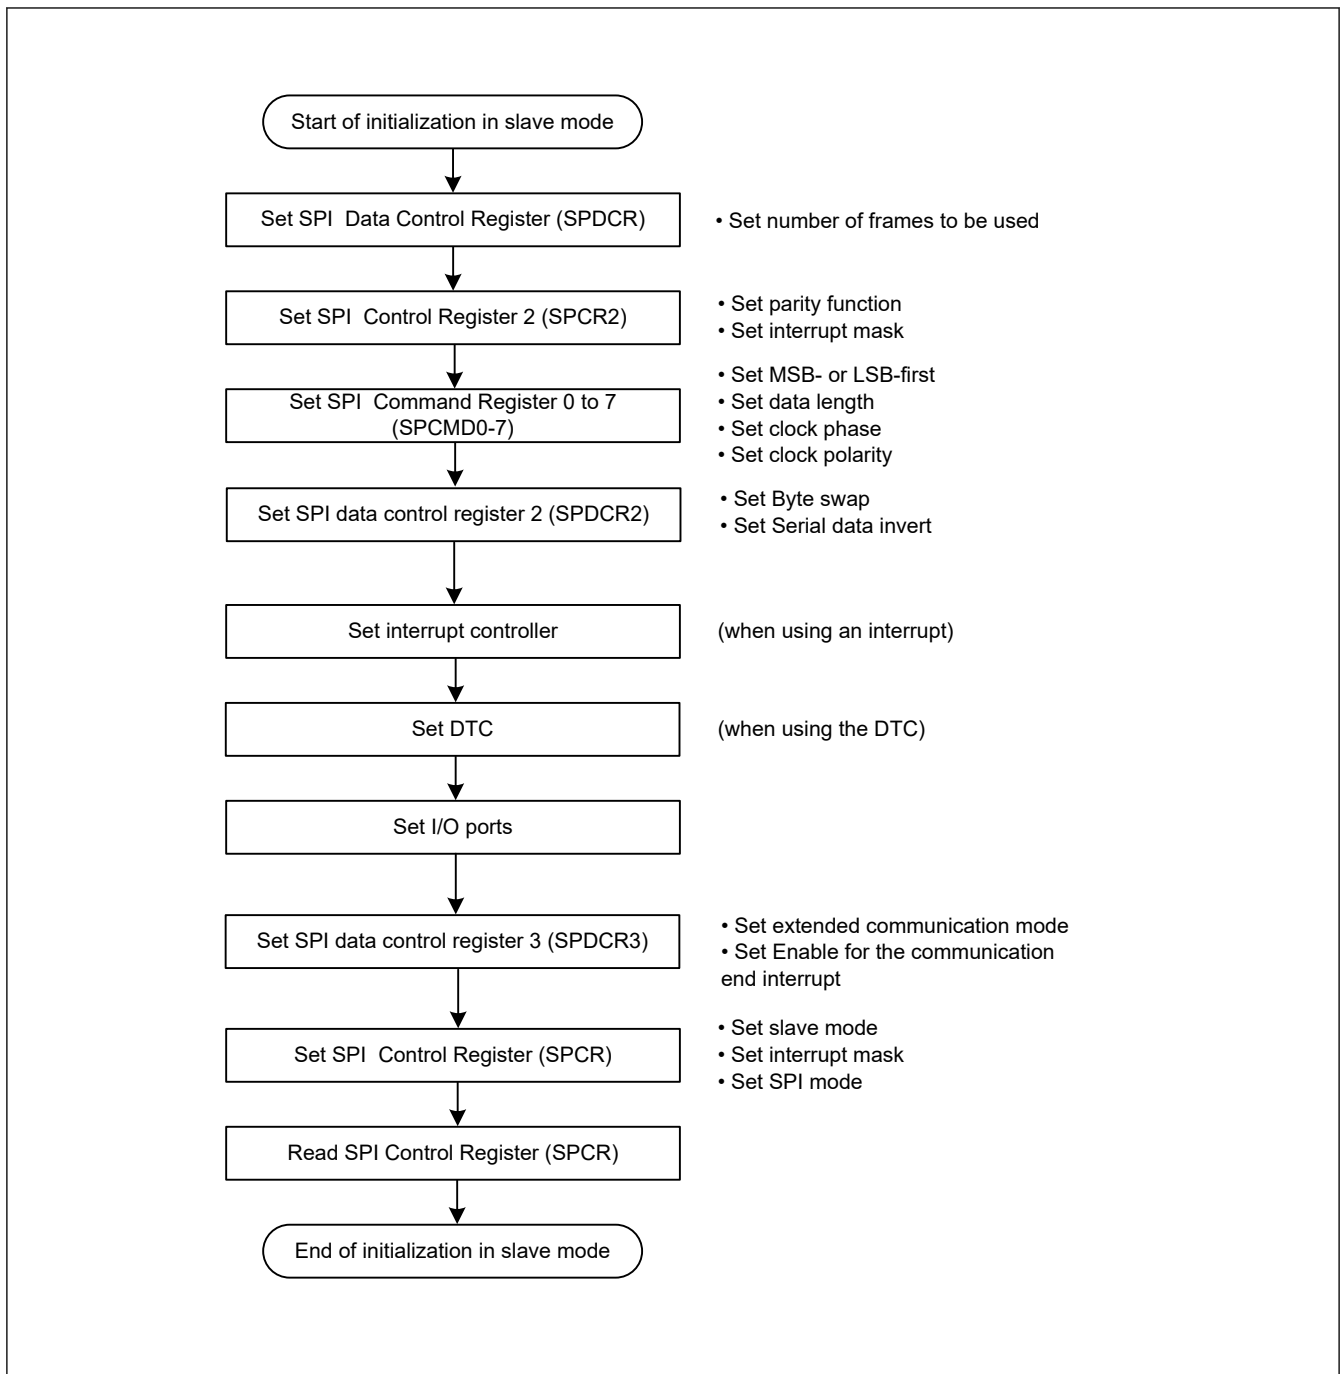 Start of initialization in slave mode
Set SPI  Data Control Register (SPDCR)
• Set number of frames to be used
Set SPI  Control Register 2 (SPCR2)
• Set parity function
• Set interrupt mask
Set SPI  Command Register 0 to 7
(SPCMD0-7)
• Set MSB- or LSB-first
• Set data length
• Set clock phase
• Set clock polarity
Set SPI data control register 2 (SPDCR2)
• Set Byte swap
• Set Serial data invert
Set interrupt controller
(when using an interrupt)
Set DTC
(when using the DTC)
Set I/O ports
Set SPI data control register 3 (SPDCR3)
• Set extended communication mode
• Set Enable for the communication
end interrupt
Set SPI  Control Register (SPCR)
• Set slave mode
• Set interrupt mask
• Set SPI mode
Read SPI Control Register (SPCR)
End of initialization in slave mode